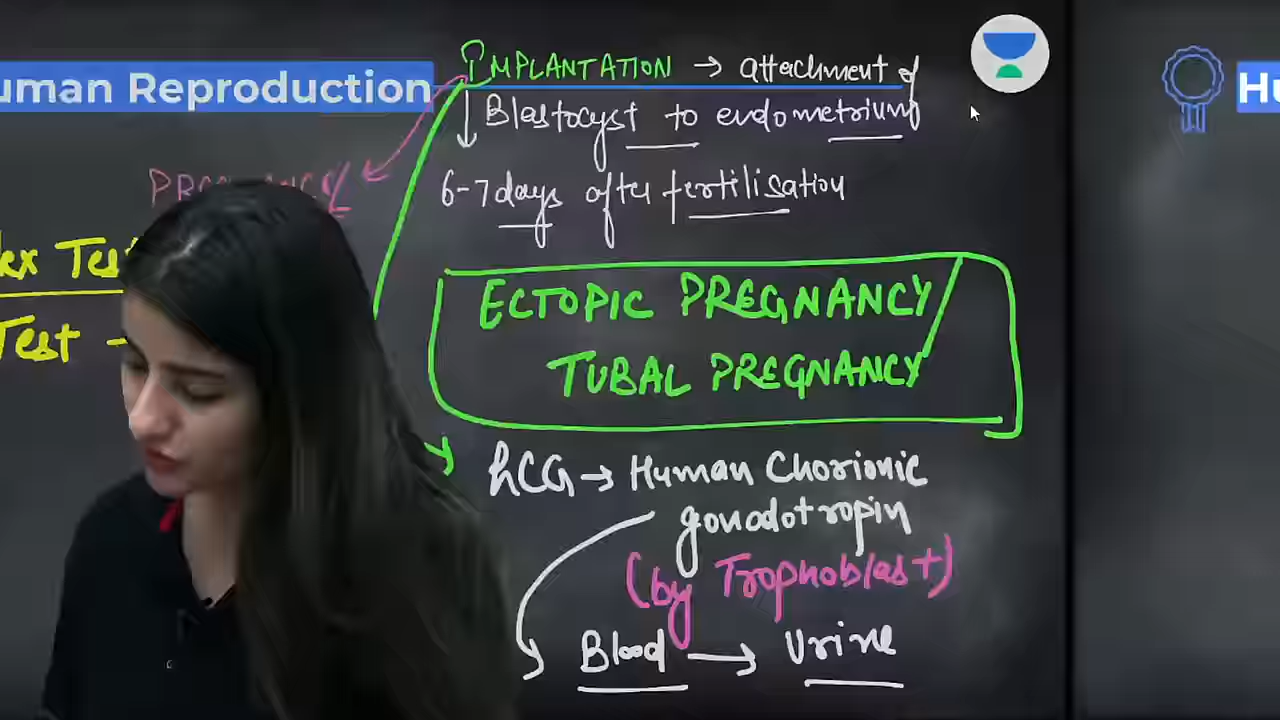 uman Reproduction
IMPLANTATION → attachment of
Blastocyst to endometrium
6-7 days after fertilisation
Test
Test -
ECTOPIC PREGNANCY/
TUBAL PREGNANCY
hCG → Human Chorionic
gonadotropin
(by Trophoblast)
Blood → Urine
Hu